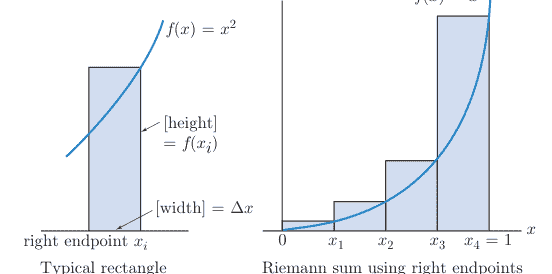 f(x) = x²
[height]
= f(xᵢ)
[width] = Δx
right endpoint xᵢ
Typical rectangle
0 x₁ x₂ x₃ x₄ = 1 x
Riemann sum using right endpoints